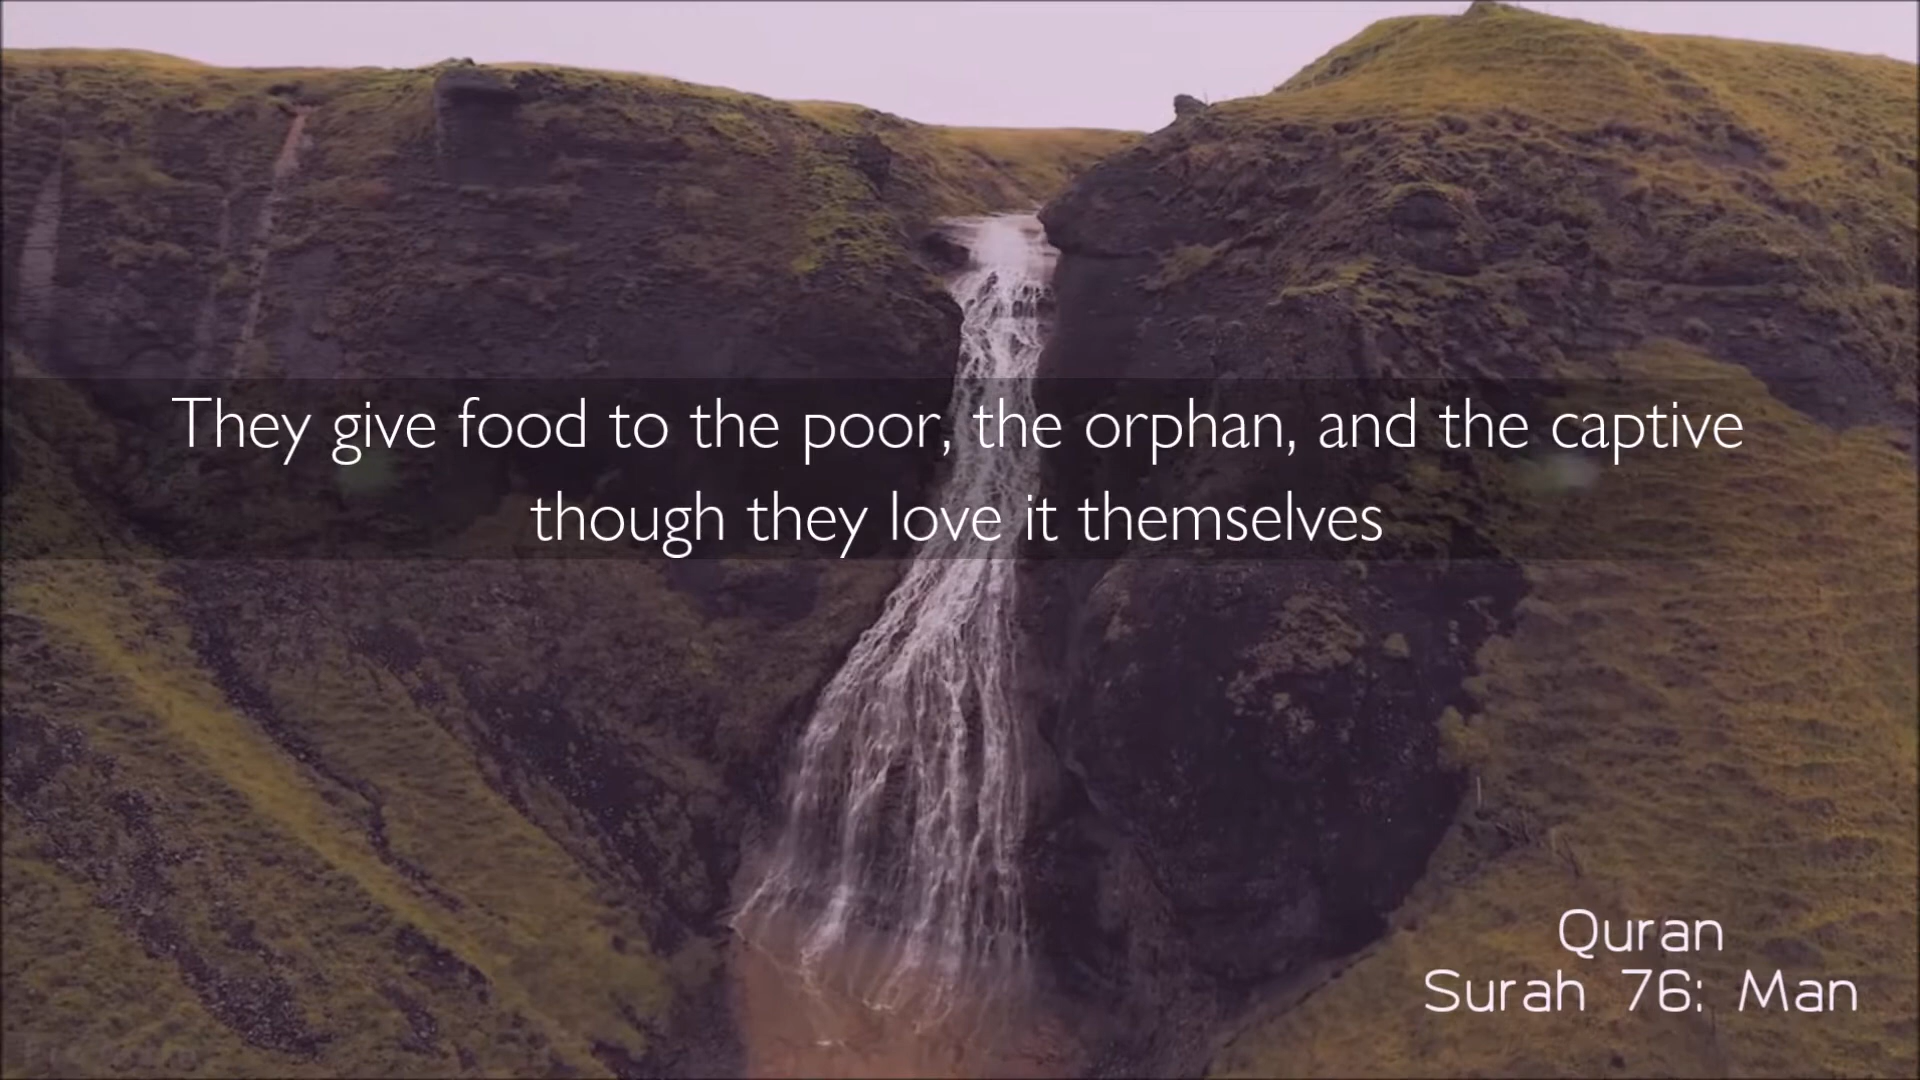 They give food to the poor, the orphan, and the captive
though they love it themselves
Quran
Surah 76: Man